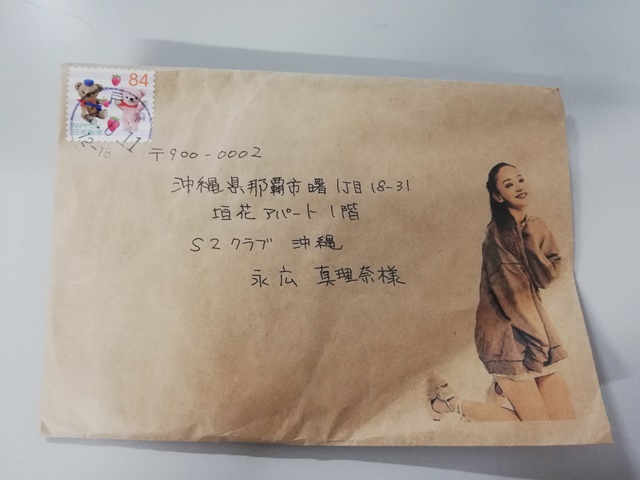 84
〒900-0002
沖縄県那覇市曙1丁目18-31
垣花アパート1階
S2クラブ 沖縄
永広 真理奈様